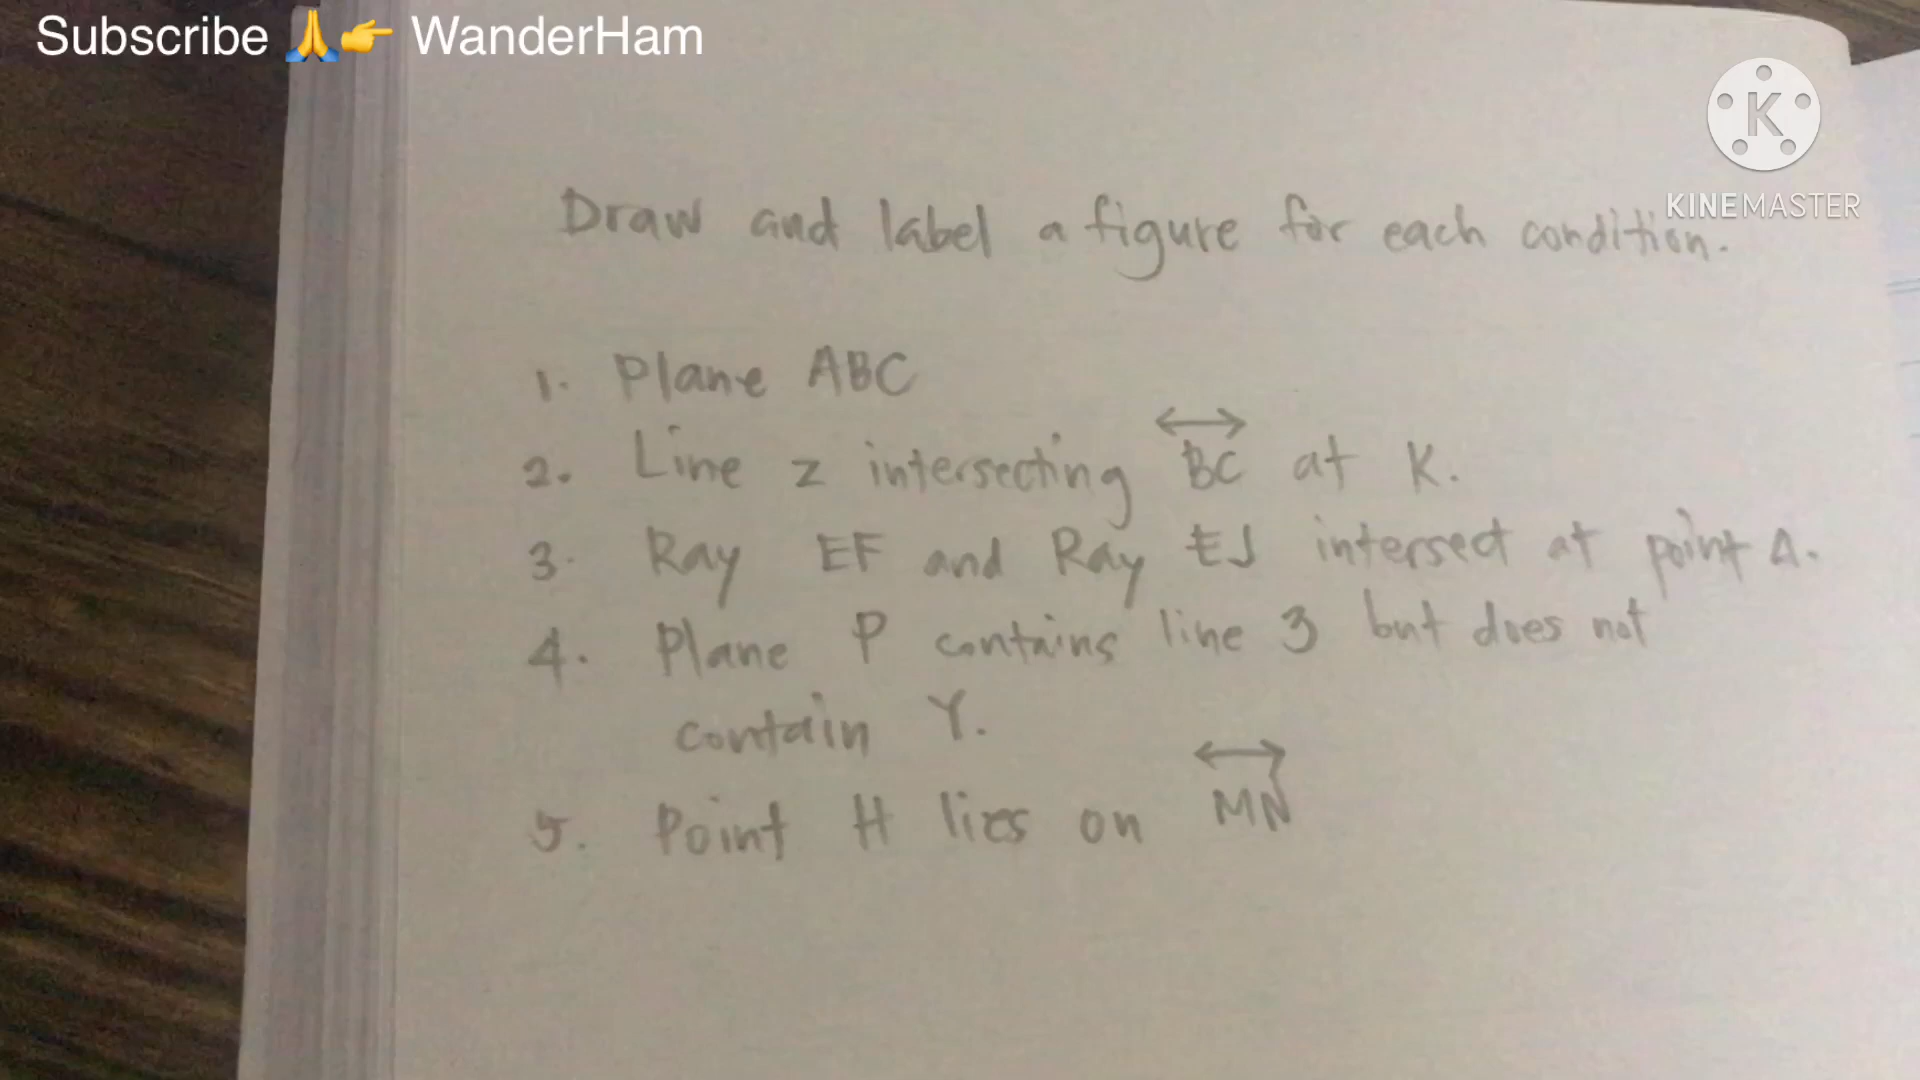 Subscribe 🙏👉 WanderHam
K
KINEMASTER
Draw and label a figure for each condition.
1. Plane ABC
2. Line z intersecting BC at K.
3. Ray EF and Ray EJ intersect at point A.
4. Plane P contains line 3 but does not
contain Y.
5. Point H lies on MN